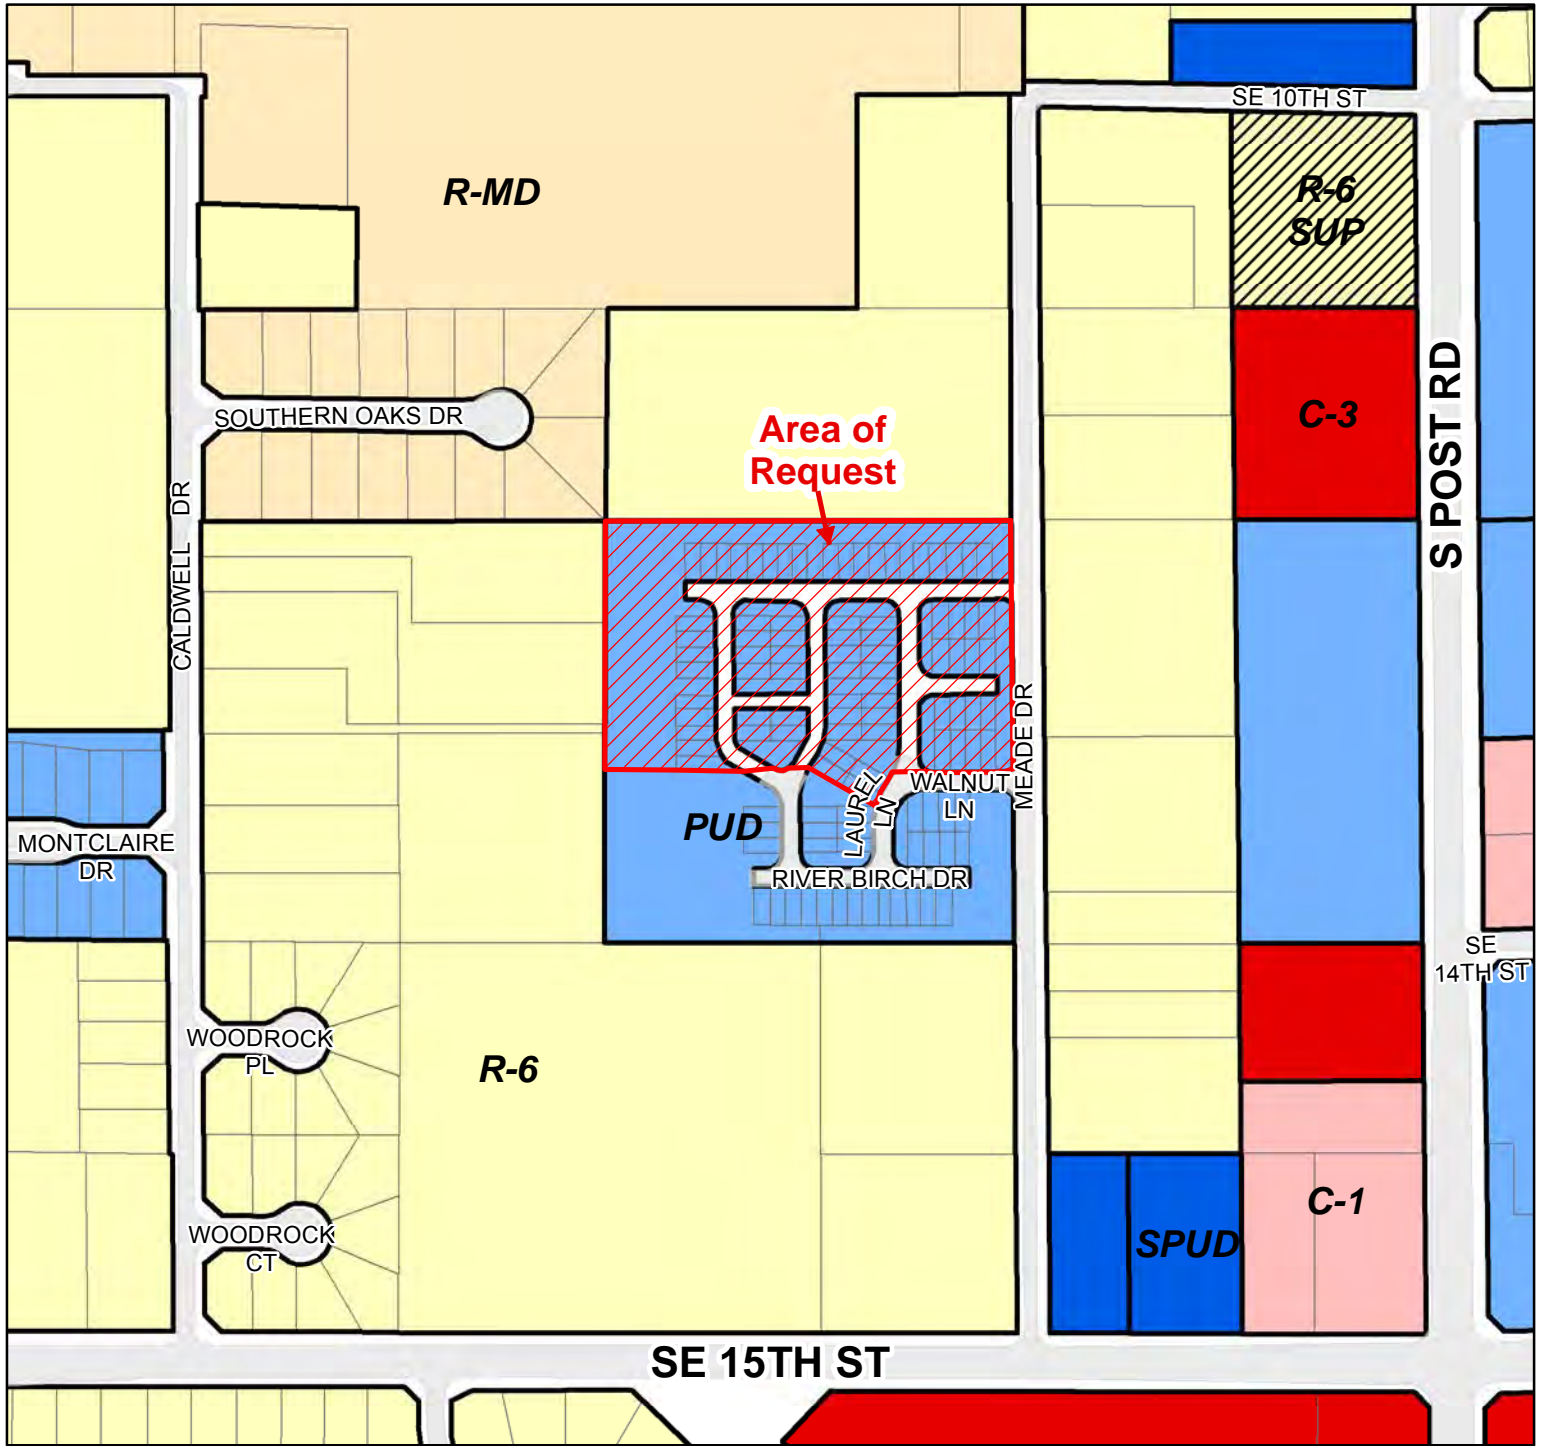 SE 10TH ST
R-MD
R-6
SUP
S POST RD
C-3
SOUTHERN OAKS DR
Area of
Request
CALDWELL DR
MEADE DR
WALNUT
LN
LAUREL
LN
PUD
MONTCLAIRE
DR
RIVER BIRCH DR
SE
14TH ST
WOODROCK
PL
R-6
C-1
WOODROCK
CT
SPUD
SE 15TH ST